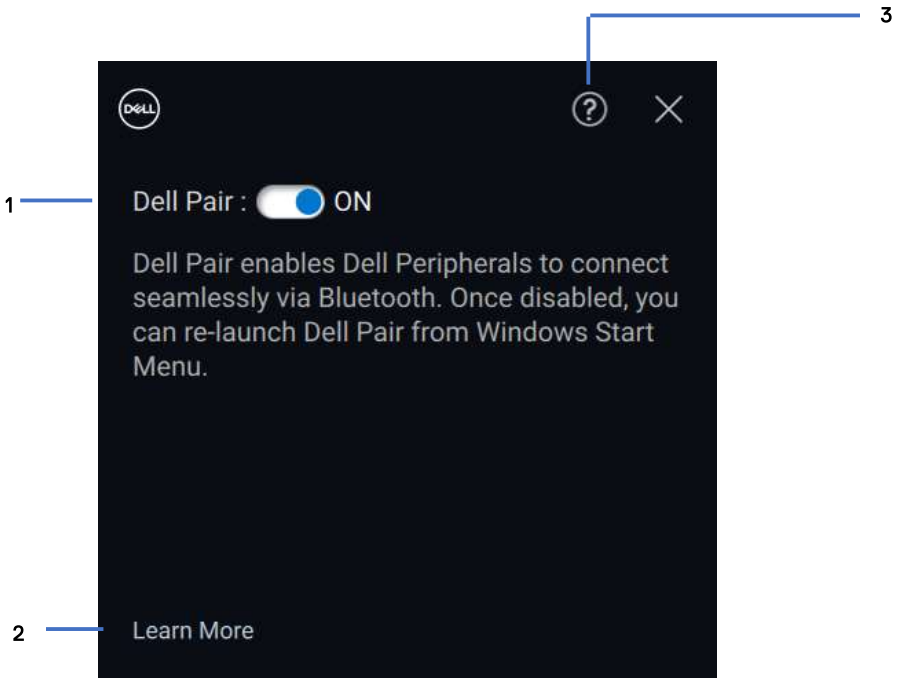 3
DELL
?
1
Dell Pair : ON
Dell Pair enables Dell Peripherals to connect
seamlessly via Bluetooth. Once disabled, you
can re-launch Dell Pair from Windows Start
Menu.
2
Learn More